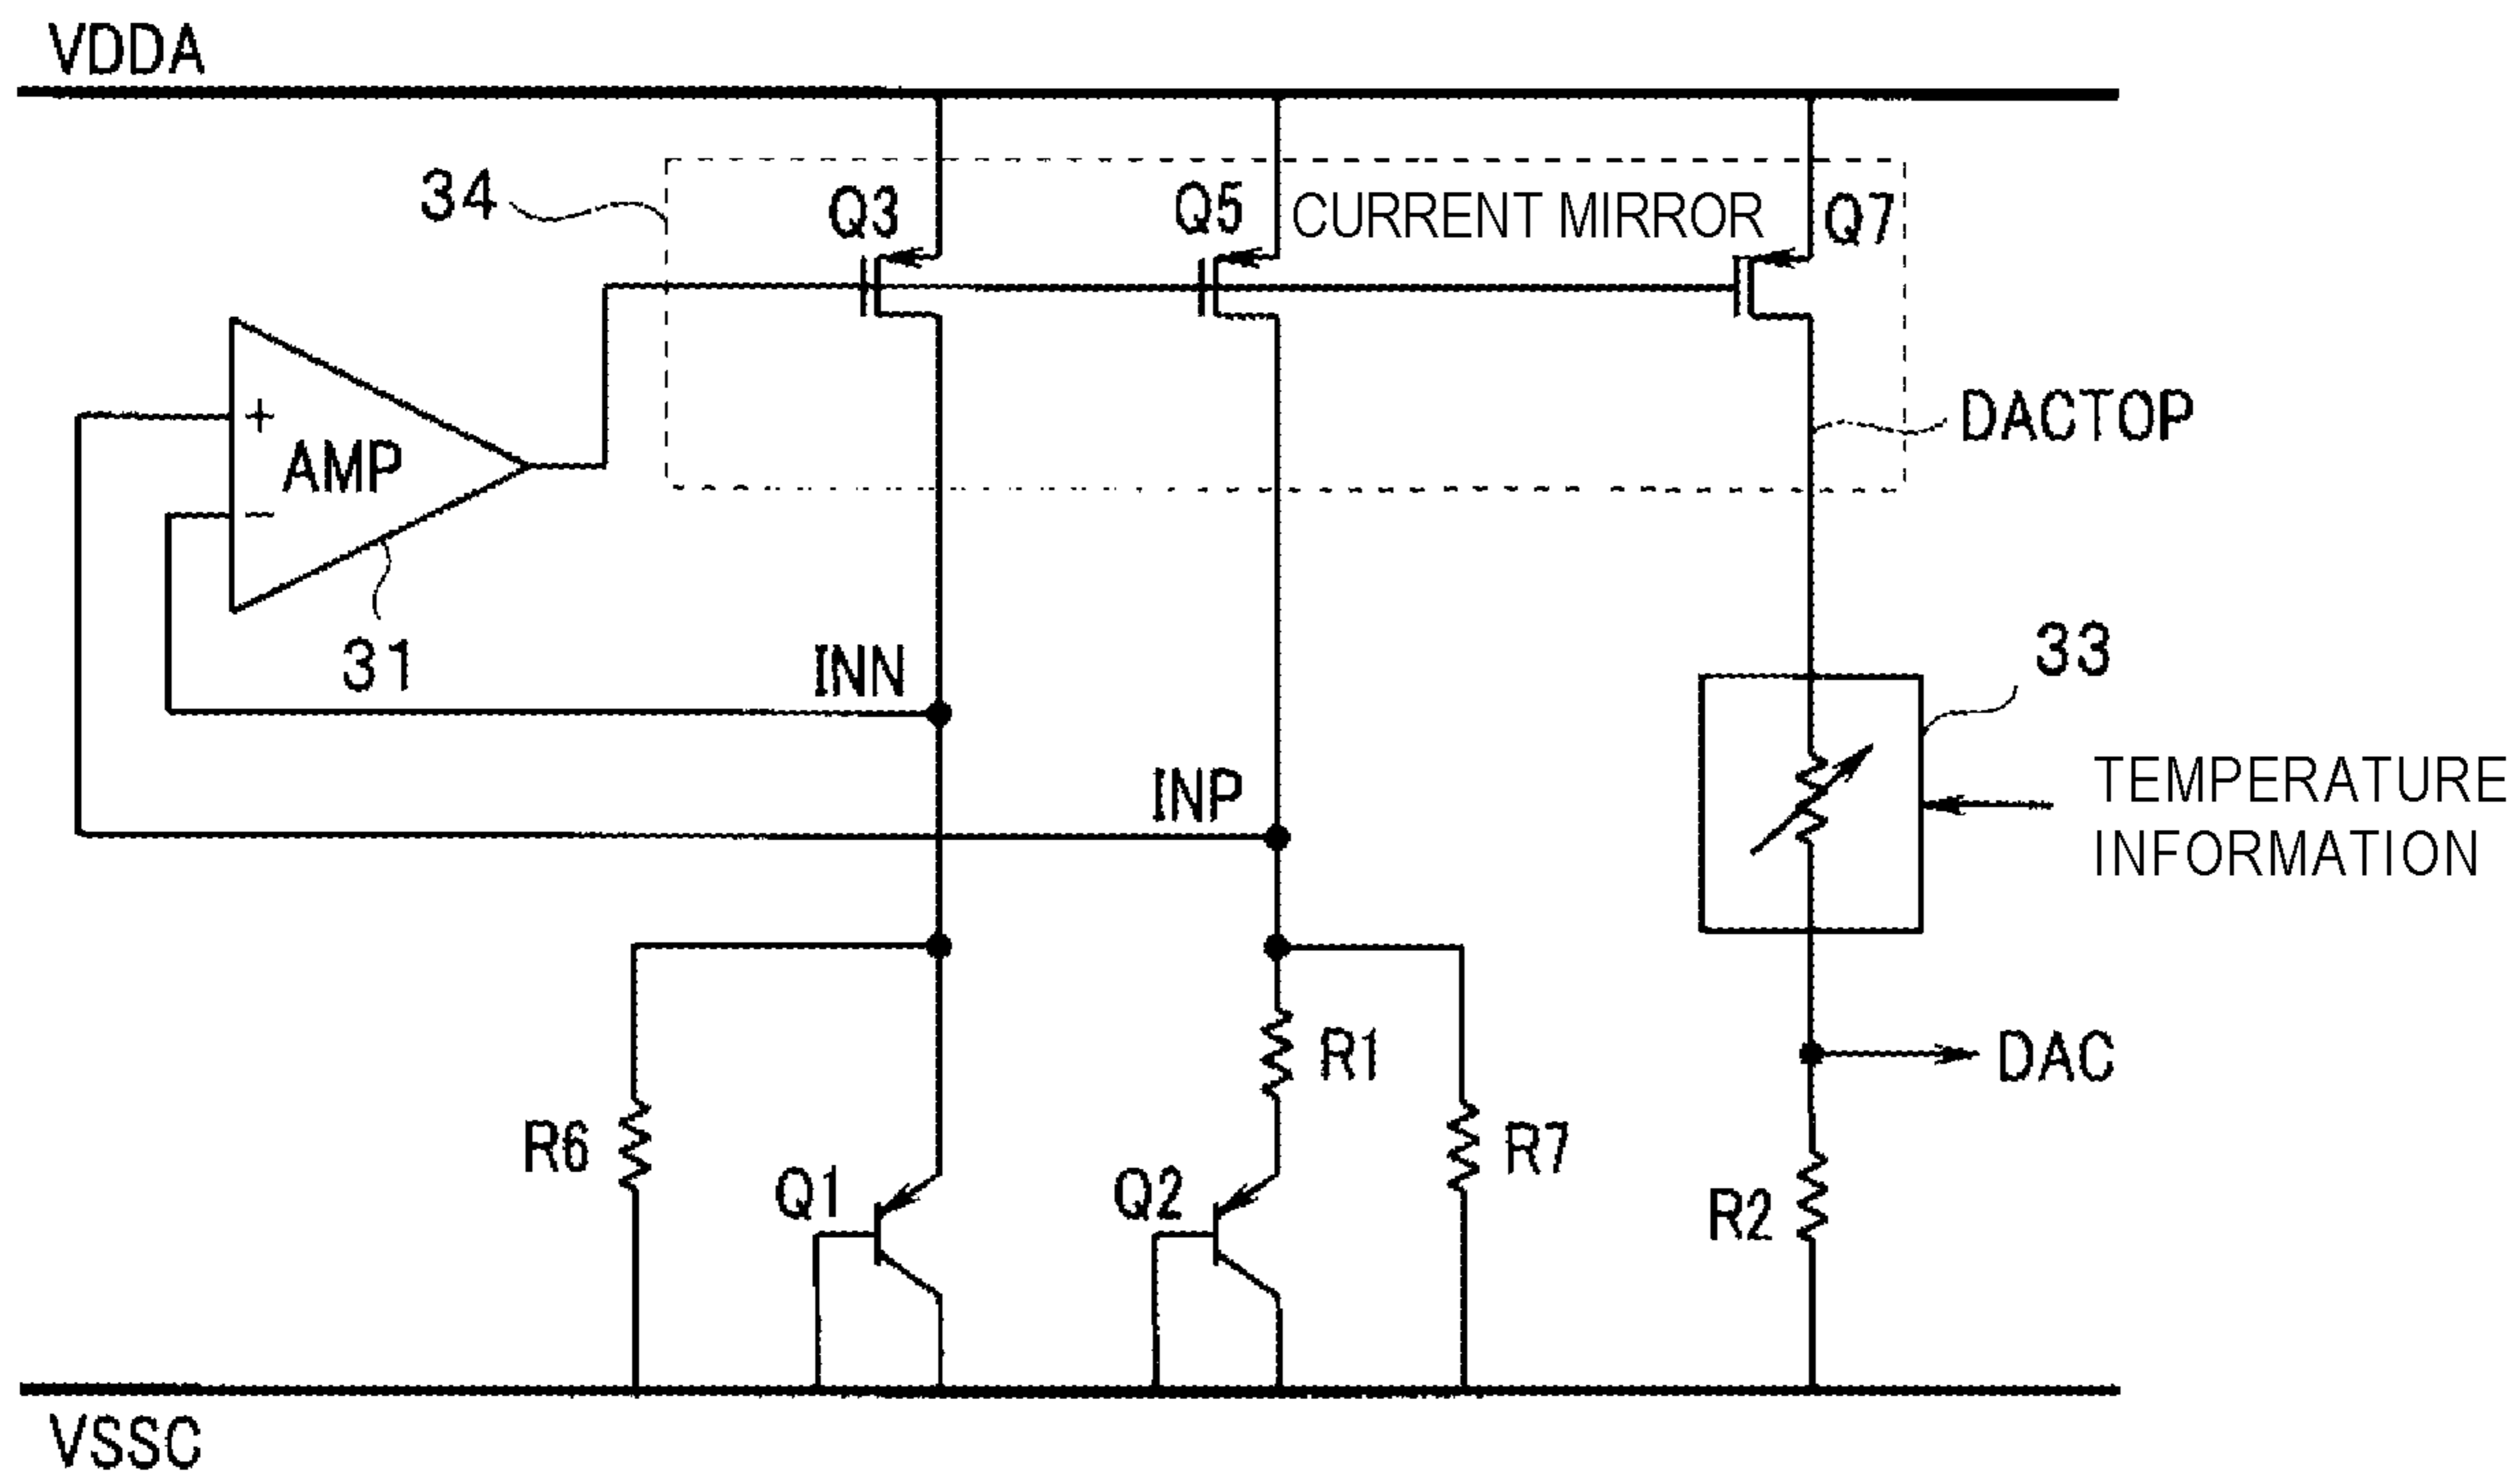 VDDA
34
Q3
Q5
CURRENT MIRROR
Q7
+
AMP
−
DACTOP
31
INN
33
INP
TEMPERATURE
INFORMATION
R1
DAC
R6
R7
Q1
Q2
R2
VSSC